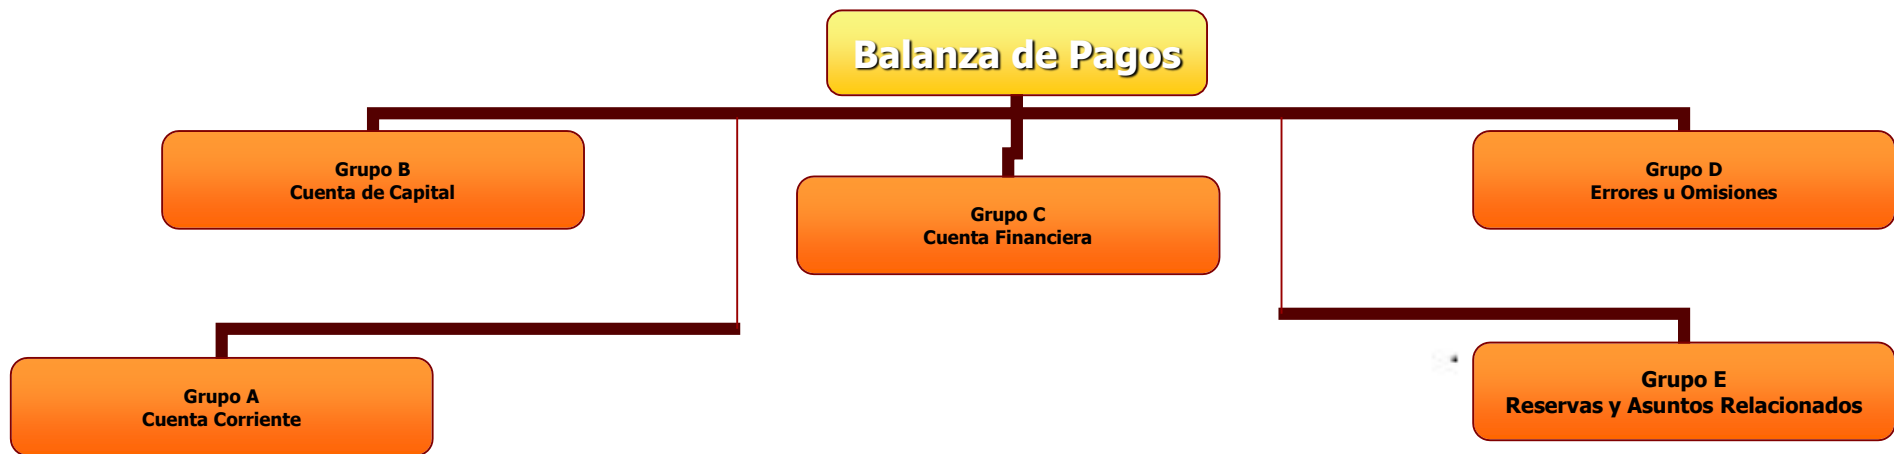 Balanza de Pagos
Grupo B
Cuenta de Capital
Grupo C
Cuenta Financiera
Grupo D
Errores u Omisiones
Grupo A
Cuenta Corriente
Grupo E
Reservas y Asuntos Relacionados